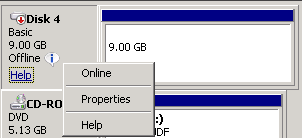 Disk 4
Basic
9.00 GB
Offline
Help
9.00 GB
Online
Properties
Help
CD-RO
DVD
5.13 GB
:)
DF